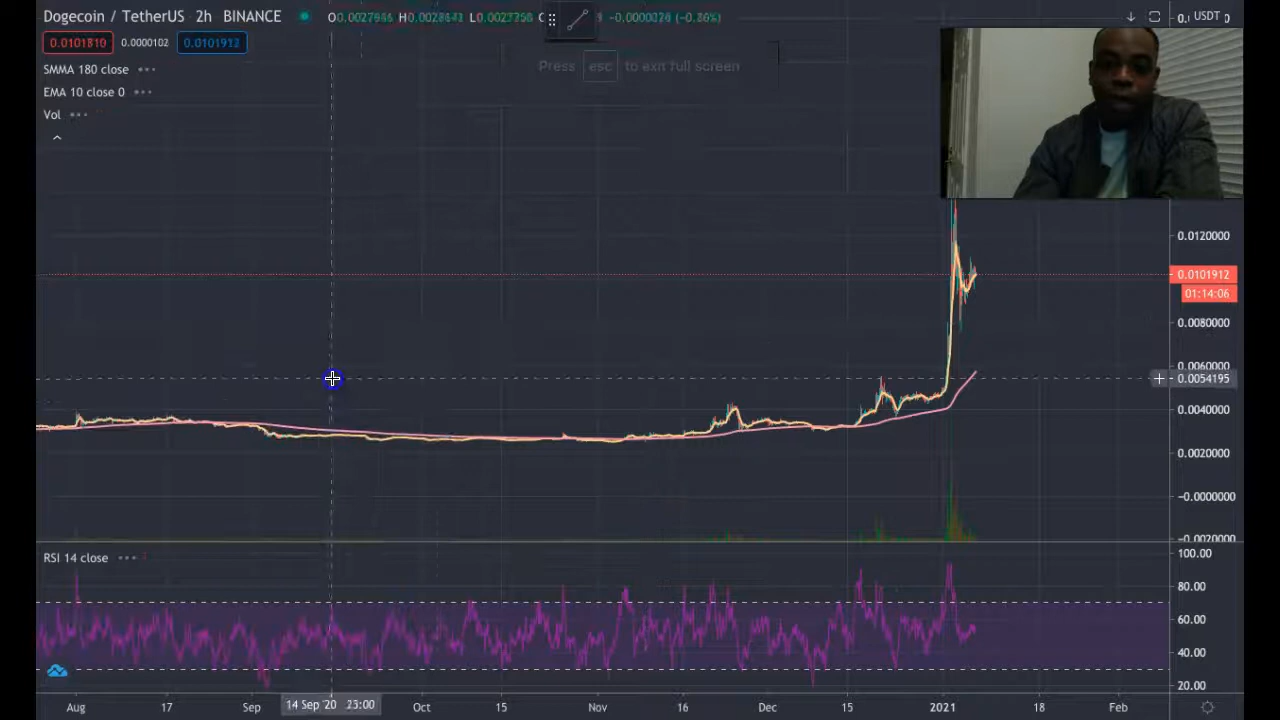 Dogecoin / TetherUS 2h BINANCE
-0.0000026 (-0.86%)
USDT
0.0101810 0.0000102 0.0101912
Press esc to exit full screen
SMMA 180 close
EMA 10 close 0
Vol
0.0120000
0.0101912
01:14:06
0.0080000
0.0060000
0.0054195
0.0040000
0.0020000
-0.0000000
-0.0020000
RSI 14 close
100.00
80.00
60.00
40.00
20.00
Aug 17 Sep 14 Sep '20 23:00 Oct 15 Nov 16 Dec 15 2021 18 Feb